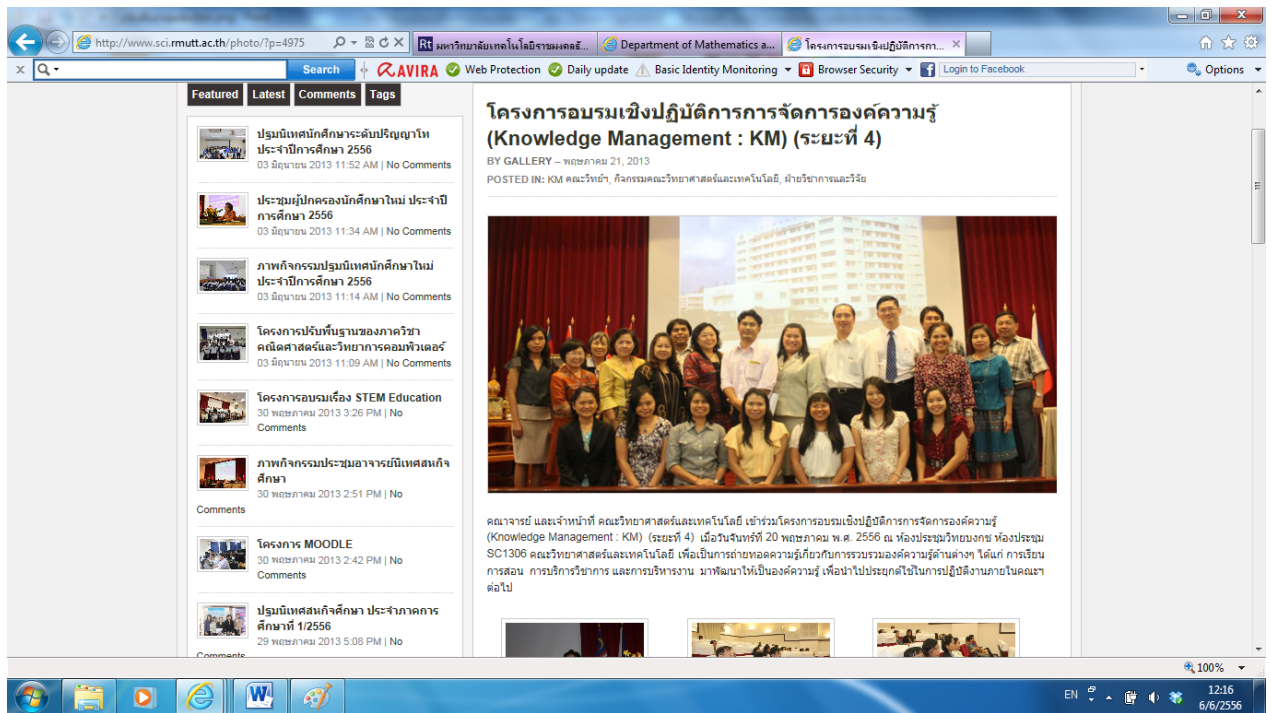 http://www.sci.rmutt.ac.th/photo/?p=4975
มหาวิทยาลัยเทคโนโลยีราชมงคลธั...
Department of Mathematics a...
โครงการอบรมเชิงปฏิบัติการกา...
Search
AVIRA
Web Protection
Daily update
Basic Identity Monitoring
Browser Security
Login to Facebook
Options
Featured
Latest
Comments
Tags
ปฐมนิเทศนักศึกษาระดับปริญญาโท
ประจำปีการศึกษา 2556
03 มิถุนายน 2013 11:52 AM | No Comments
ประชุมผู้ปกครองนักศึกษาใหม่ ประจำปี
การศึกษา 2556
03 มิถุนายน 2013 11:34 AM | No Comments
ภาพกิจกรรมปฐมนิเทศนักศึกษาใหม่
ประจำปีการศึกษา 2556
03 มิถุนายน 2013 11:14 AM | No Comments
โครงการปรับพื้นฐานของภาควิชา
คณิตศาสตร์และวิทยาการคอมพิวเตอร์
03 มิถุนายน 2013 11:09 AM | No Comments
โครงการอบรมเรื่อง STEM Education
30 พฤษภาคม 2013 3:26 PM | No
Comments
ภาพกิจกรรมประชุมอาจารย์นิเทศสหกิจ
ศึกษา
30 พฤษภาคม 2013 2:51 PM | No
Comments
โครงการ MOODLE
30 พฤษภาคม 2013 2:42 PM | No
Comments
ปฐมนิเทศสหกิจศึกษา ประจำภาคการ
ศึกษาที่ 1/2556
29 พฤษภาคม 2013 5:08 PM | No
Comments
โครงการอบรมเชิงปฏิบัติการการจัดการองค์ความรู้
(Knowledge Management : KM) (ระยะที่ 4)
BY GALLERY – พฤษภาคม 21, 2013
POSTED IN: KM คณะวิทย์ฯ, กิจกรรมคณะวิทยาศาสตร์และเทคโนโลยี, ฝ่ายวิชาการและวิจัย
คณาจารย์ และเจ้าหน้าที่ คณะวิทยาศาสตร์และเทคโนโลยี เข้าร่วมโครงการอบรมเชิงปฏิบัติการการจัดการองค์ความรู้
(Knowledge Management : KM) (ระยะที่ 4) เมื่อวันจันทร์ที่ 20 พฤษภาคม พ.ศ. 2556 ณ ห้องประชุมวิทยบงกช ห้องประชุม
SC1306 คณะวิทยาศาสตร์และเทคโนโลยี เพื่อเป็นการถ่ายทอดความรู้เกี่ยวกับการรวบรวมองค์ความรู้ด้านต่างๆ ได้แก่ การเรียน
การสอน การบริการวิชาการ และการบริหารงาน มาพัฒนาให้เป็นองค์ความรู้ เพื่อนำไปประยุกต์ใช้ในการปฏิบัติงานภายในคณะฯ
ต่อไป
100%
EN
12:16
6/6/2556